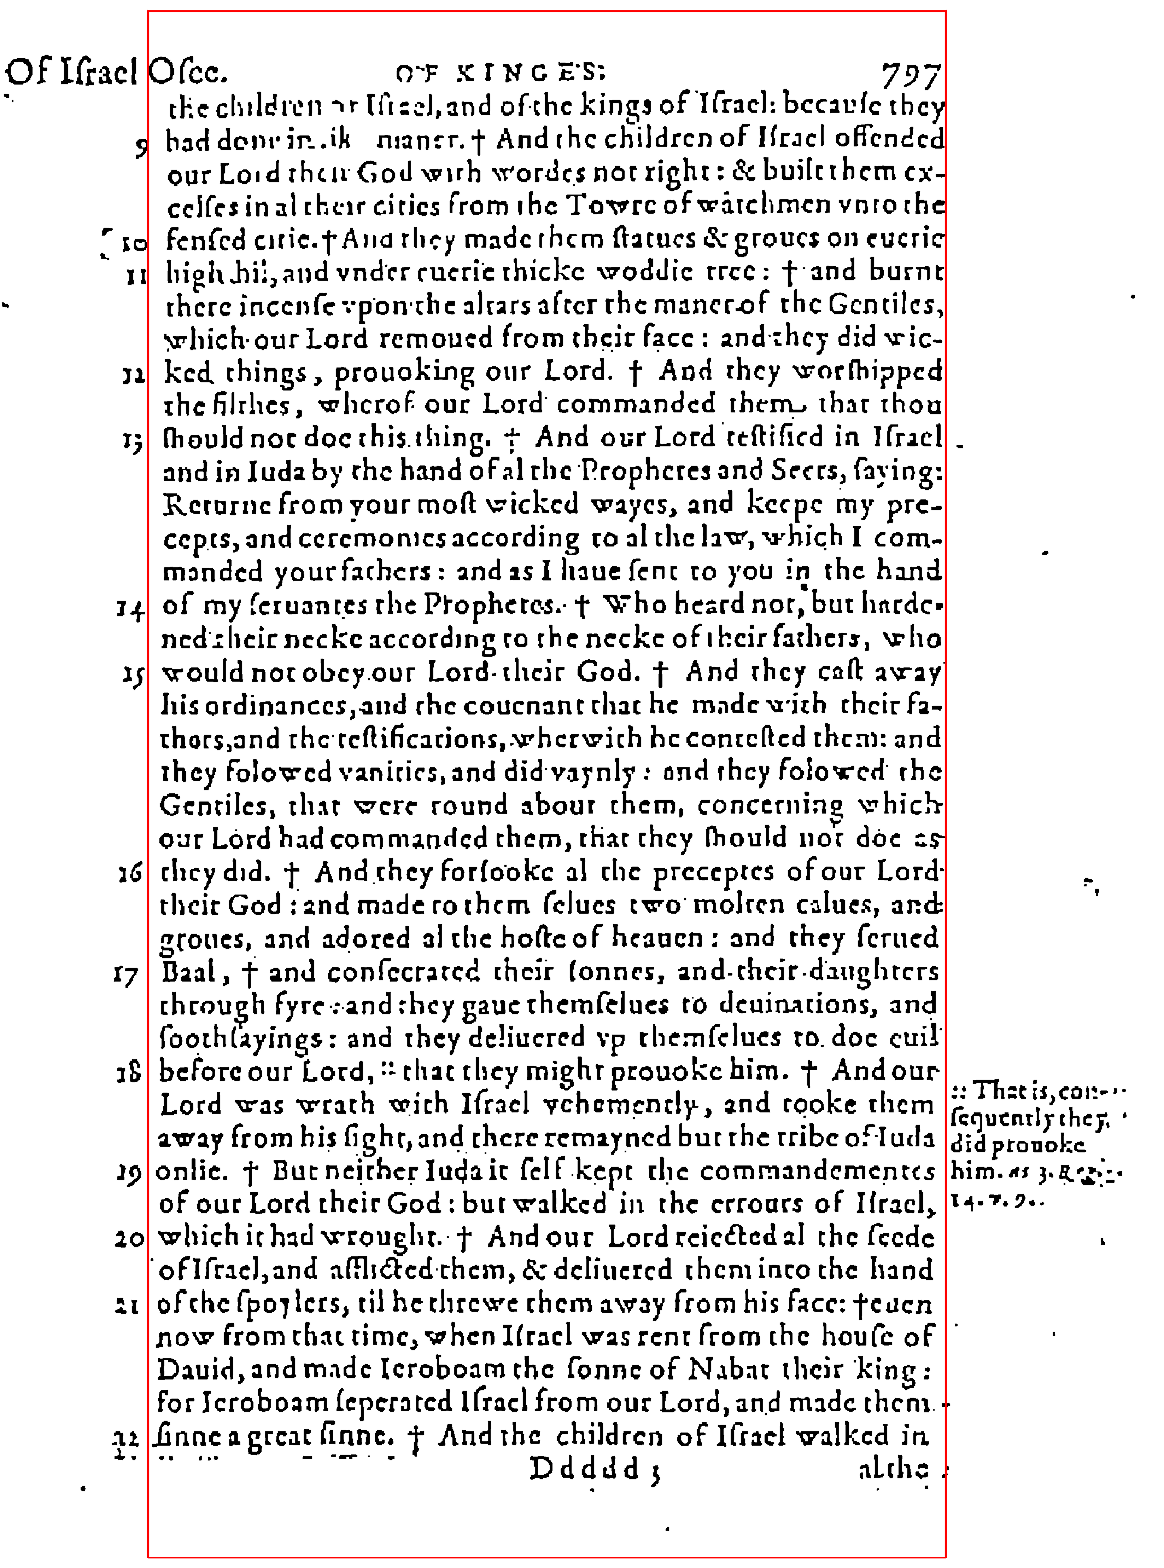 Of Iſrael Oſee. OF KINGES: 797
the children of Iſrael, and of the kings of Iſrael: becauſe they
9 had done in maner. † And the children of Iſrael offended
our Lord their God with wordes not right: & built them ex-
celſes in al their cities from the Towre of watchmen vnto the
10 fenſed citie. † And they made them ſtatues & groues on euerie
11 high hil, and vnder euerie thicke woddie tree: † and burnt
there incenſe vpon the altars after the maner of the Gentiles,
which our Lord remoued from their face: and they did wic-
12 ked things, prouoking our Lord. † And they worſhipped
the filthes, wherof our Lord commanded them that thou
13 ſhould not doe this thing. † And our Lord teſtified in Iſrael
and in Iuda by the hand of al the Prophetes and Seers, ſaying:
Returne from your moſt wicked wayes, and keepe my pre-
cepts, and ceremonies according to al the law, which I com-
manded your fathers: and as I haue ſent to you in the hand
14 of my ſeruantes the Prophetes. † Who heard not, but harde-
ned their necke according to the necke of their fathers, who
15 would not obey our Lord their God. † And they caſt away
his ordinances, and the couenant that he made with their fa-
thers, and the teſtifications, wherwith he conteſted them: and
they folowed vanities, and did vaynly: and they folowed the
Gentiles, that were round about them, concerning which
our Lord had commanded them, that they ſhould not doe as
16 they did. † And they forſooke al the preceptes of our Lord
their God: and made to them ſelues two molten calues, and
groues, and adored al the hoſte of heauen: and they ſerued
17 Baal, † and conſecrated their ſonnes, and their daughters
through fyre: and they gaue themſelues to deuinations, and
ſoothſayings: and they deliuered vp themſelues to doe euil
18 before our Lord, :: that they might prouoke him. † And our
Lord was wrath with Iſrael vehemently, and tooke them
away from his ſight, and there remayned but the tribe of Iuda
19 onlie. † But neither Iuda it ſelf kept the commandementes
of our Lord their God: but walked in the errours of Iſrael,
20 which it had wrought. † And our Lord reiected al the ſeede
of Iſrael, and afflicted them, & deliuered them into the hand
21 of the ſpoylers, til he threwe them away from his face: † euen
now from that time, when Iſrael was rent from the houſe of
Dauid, and made Ieroboam the ſonne of Nabat their king:
for Ieroboam ſeperated Iſrael from our Lord, and made them
22 ſinne a great ſinne. † And the children of Iſrael walked in
Ddddd 3 al the
:: That is, con-
ſequently they
did prouoke
him. as 3. Reg.
14. v. 9.